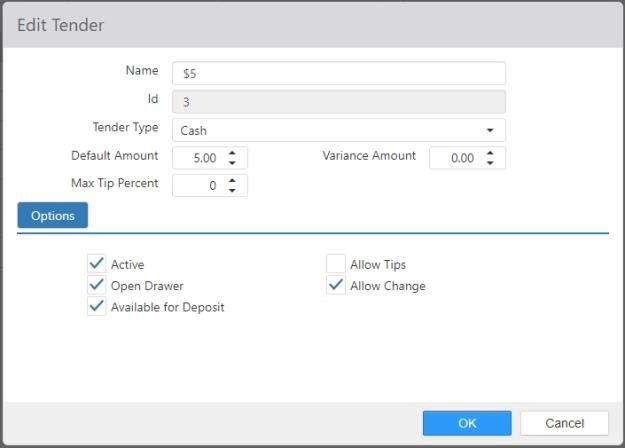 Edit Tender
Name $5
Id 3
Tender Type Cash
Default Amount 5.00 Variance Amount 0.00
Max Tip Percent 0
Options
Active Allow Tips
Open Drawer Allow Change
Available for Deposit
OK Cancel